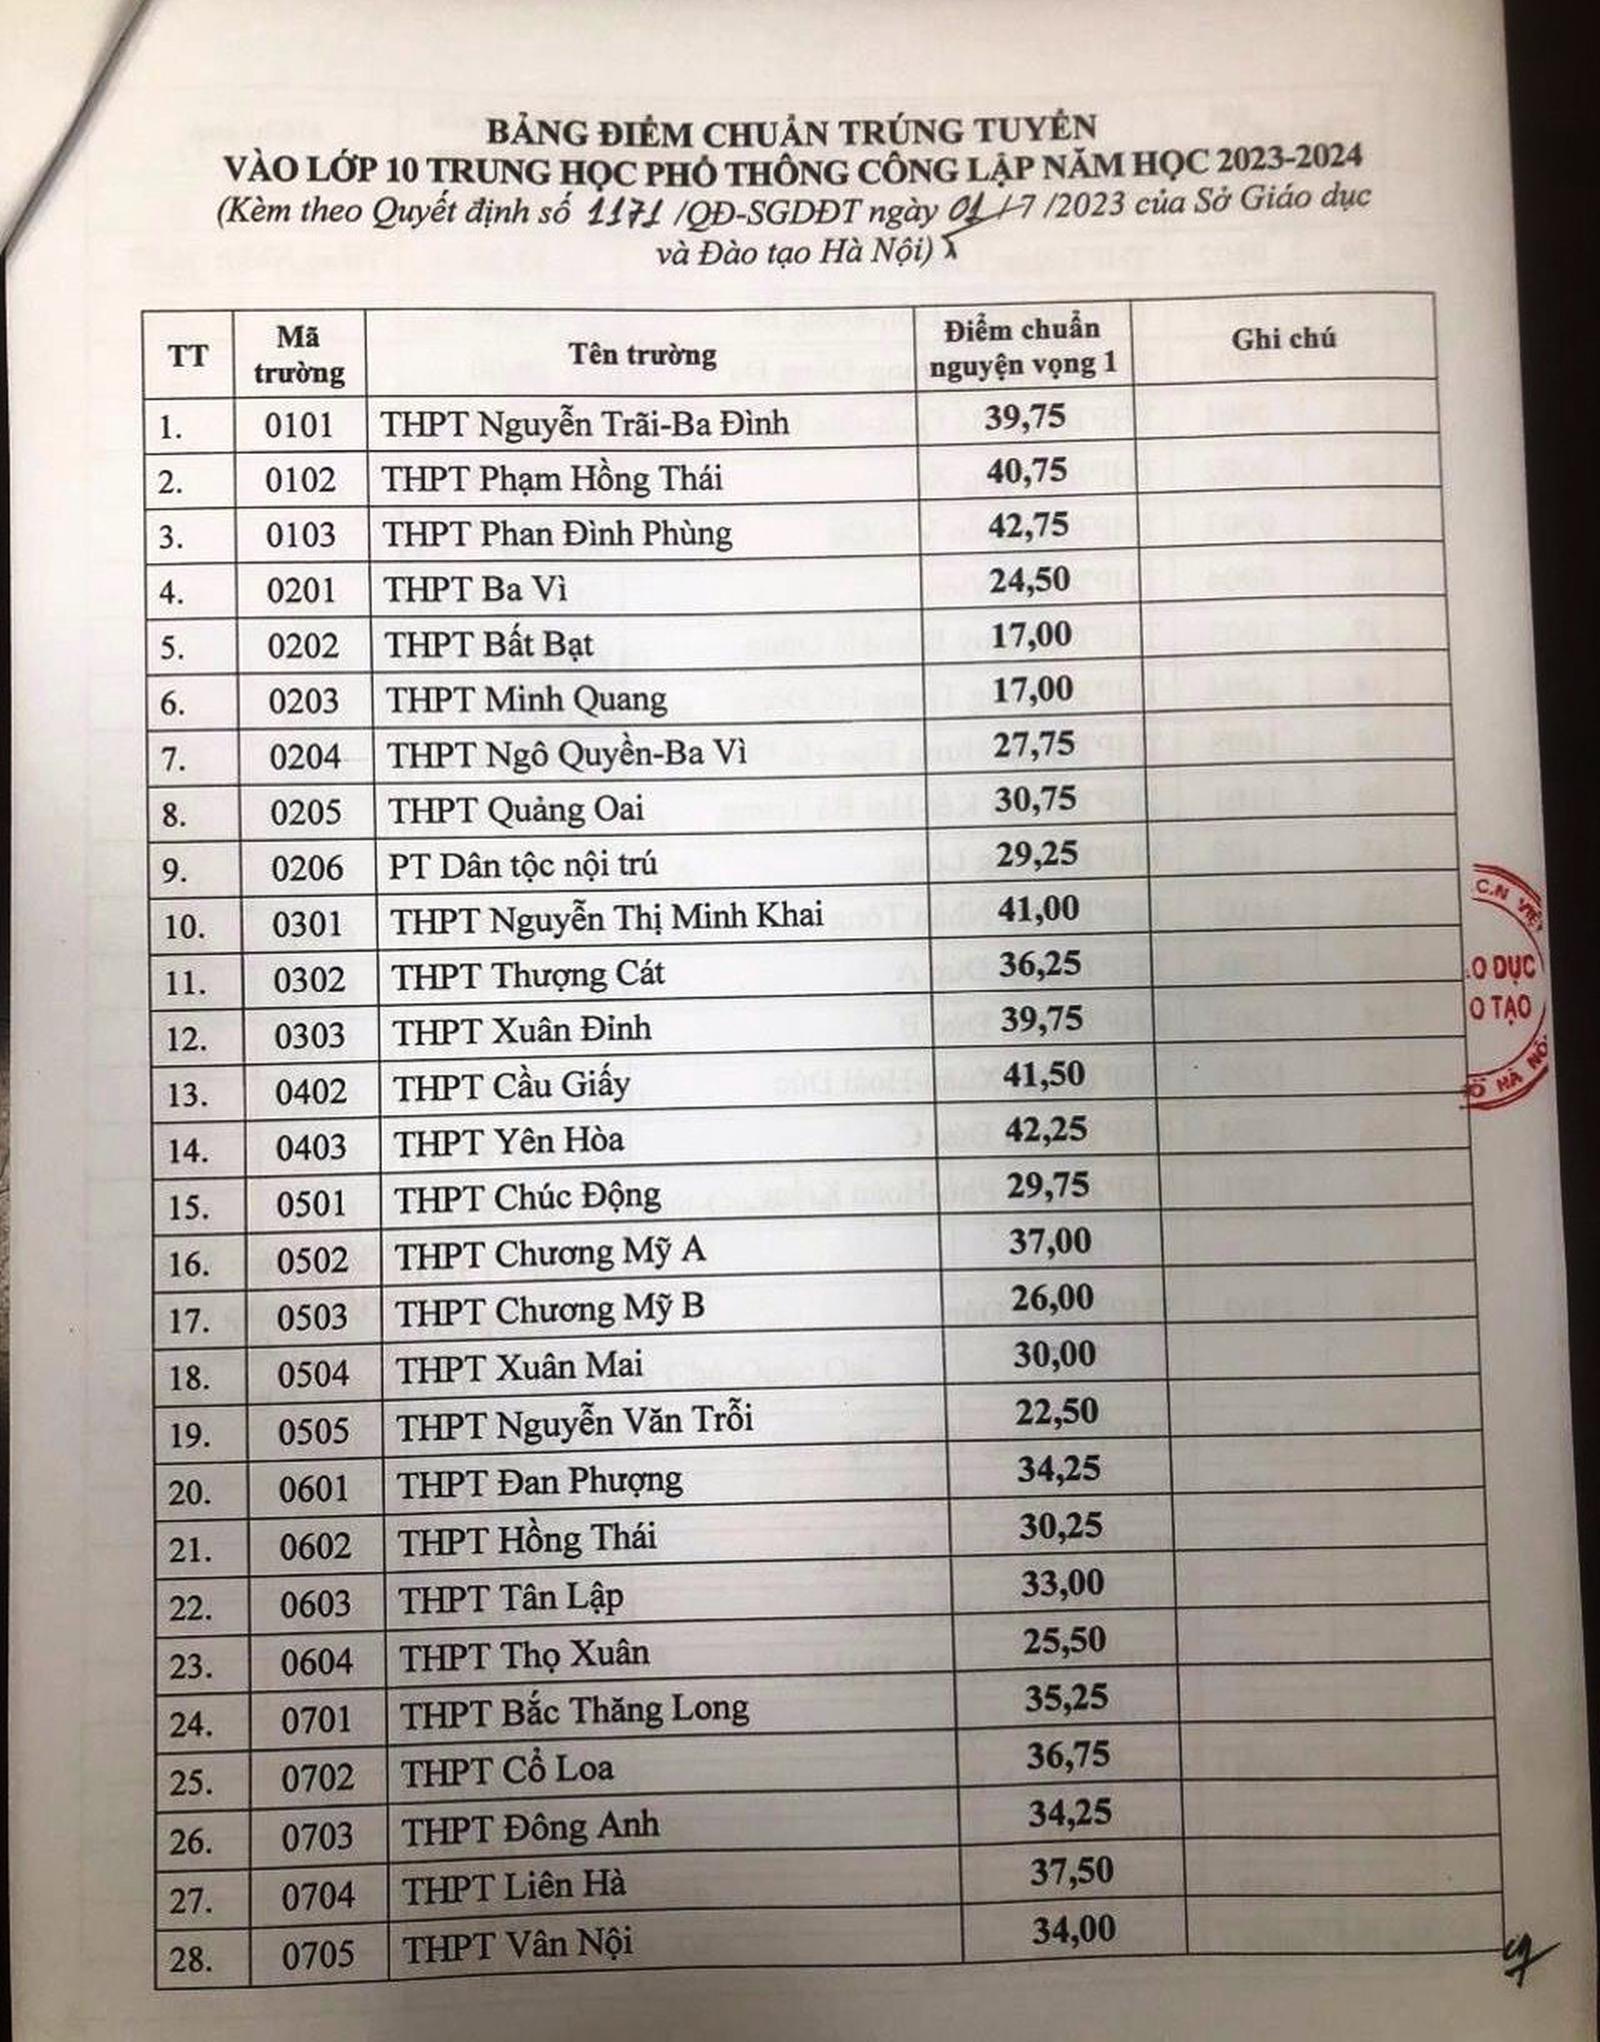 BẢNG ĐIỂM CHUẨN TRÚNG TUYỂN
VÀO LỚP 10 TRUNG HỌC PHỔ THÔNG CÔNG LẬP NĂM HỌC 2023-2024
(Kèm theo Quyết định số 1171 /QĐ-SGDĐT ngày 01/7 /2023 của Sở Giáo dục
và Đào tạo Hà Nội)
TT Mã trường Tên trường Điểm chuẩn nguyện vọng 1 Ghi chú
1. 0101 THPT Nguyễn Trãi-Ba Đình 39,75
2. 0102 THPT Phạm Hồng Thái 40,75
3. 0103 THPT Phan Đình Phùng 42,75
4. 0201 THPT Ba Vì 24,50
5. 0202 THPT Bất Bạt 17,00
6. 0203 THPT Minh Quang 17,00
7. 0204 THPT Ngô Quyền-Ba Vì 27,75
8. 0205 THPT Quảng Oai 30,75
9. 0206 PT Dân tộc nội trú 29,25
10. 0301 THPT Nguyễn Thị Minh Khai 41,00
11. 0302 THPT Thượng Cát 36,25
12. 0303 THPT Xuân Đỉnh 39,75
13. 0402 THPT Cầu Giấy 41,50
14. 0403 THPT Yên Hòa 42,25
15. 0501 THPT Chúc Động 29,75
16. 0502 THPT Chương Mỹ A 37,00
17. 0503 THPT Chương Mỹ B 26,00
18. 0504 THPT Xuân Mai 30,00
19. 0505 THPT Nguyễn Văn Trỗi 22,50
20. 0601 THPT Đan Phượng 34,25
21. 0602 THPT Hồng Thái 30,25
22. 0603 THPT Tân Lập 33,00
23. 0604 THPT Thọ Xuân 25,50
24. 0701 THPT Bắc Thăng Long 35,25
25. 0702 THPT Cổ Loa 36,75
26. 0703 THPT Đông Anh 34,25
27. 0704 THPT Liên Hà 37,50
28. 0705 THPT Vân Nội 34,00
C.N VIỆT
O DỤC
O TẠO
HÀ NỘI